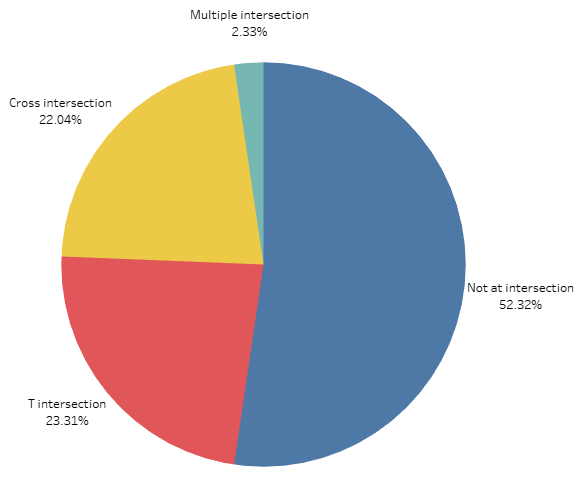 Multiple intersection
2.33%
Cross intersection
22.04%
Not at intersection
52.32%
T intersection
23.31%